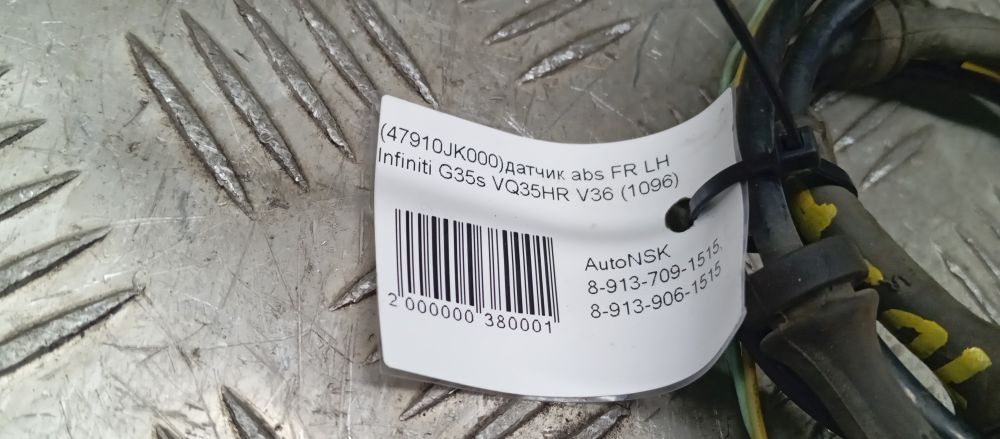 (47910JK000)датчик abs FR LH
Infiniti G35s VQ35HR V36 (1096)
2 000000 380001
AutoNSK
8-913-709-1515,
8-913-906-1515